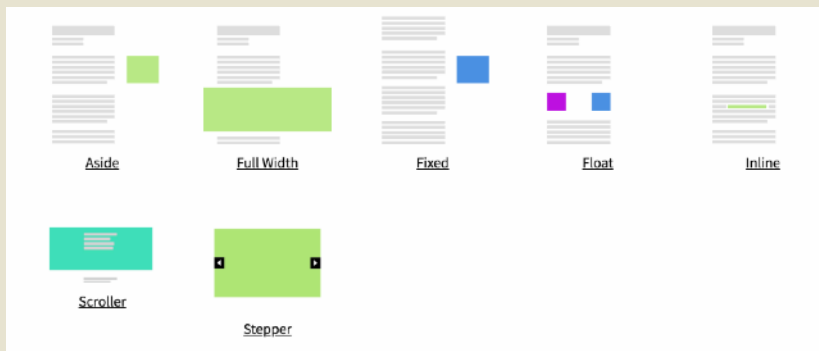 Aside
Full Width
Fixed
Float
Inline
Scroller
Stepper